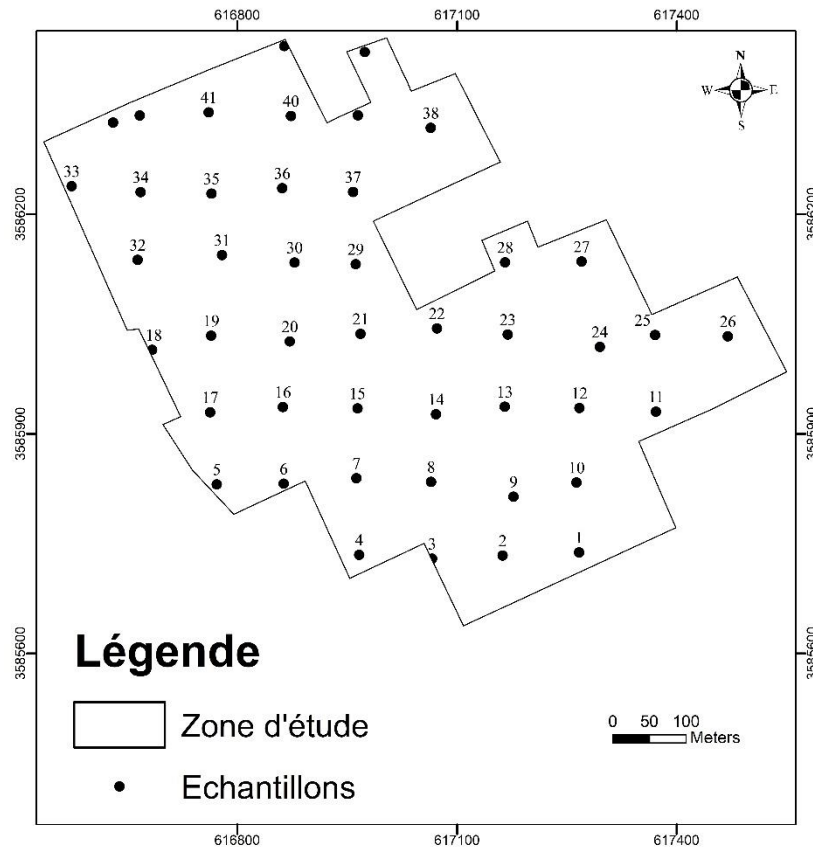 616800 617100 617400
N
W E
S
41 40 38
33 34 35 36 37
3586200 3586200
32 31 30 29 28 27
18 19 20 21 22 23 24 25 26
17 16 15 14 13 12 11
3585900 3585900
5 6 7 8 9 10
4 3 2 1
3585600 3585600
Légende
Zone d'étude
0 50 100
Meters
Echantillons
616800 617100 617400